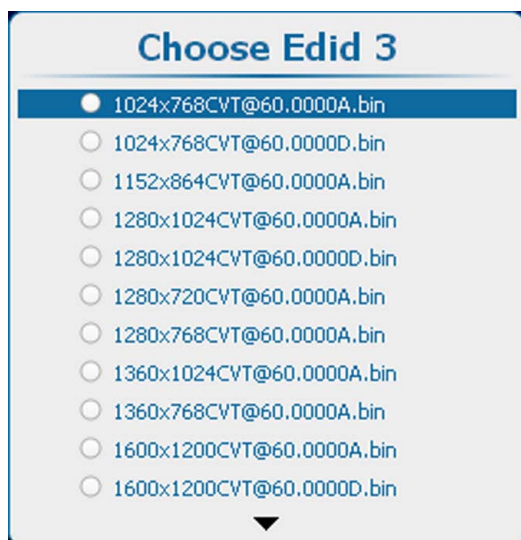 Choose Edid 3
1024x768CVT@60.0000A.bin
1024x768CVT@60.0000D.bin
1152x864CVT@60.0000A.bin
1280x1024CVT@60.0000A.bin
1280x1024CVT@60.0000D.bin
1280x720CVT@60.0000A.bin
1280x768CVT@60.0000A.bin
1360x1024CVT@60.0000A.bin
1360x768CVT@60.0000A.bin
1600x1200CVT@60.0000A.bin
1600x1200CVT@60.0000D.bin